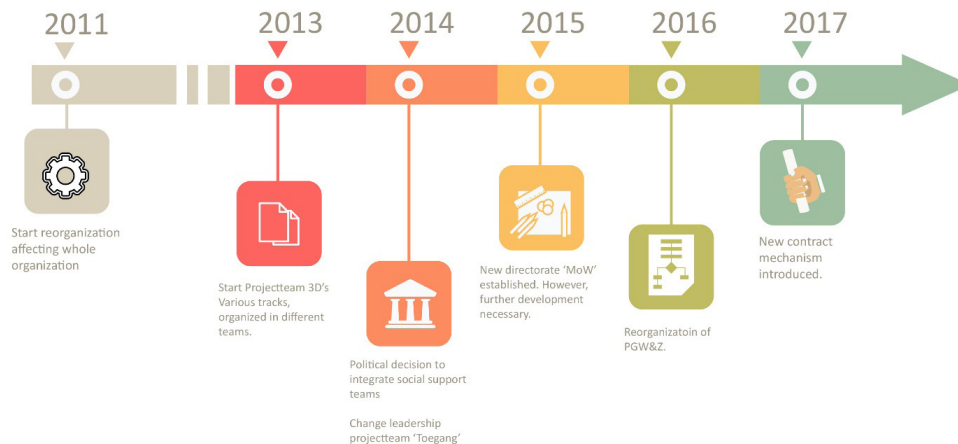 2011
2013
2014
2015
2016
2017
Start reorganization
affecting whole
organization
Start Projectteam 3D's
Various tracks,
organized in different
teams.
Political decision to
integrate social support
teams
Change leadership
projectteam 'Toegang'
New directorate 'MoW'
established. However,
further development
necessary.
Reorganizatoin of
PGW&Z.
New contract
mechanism
introduced.